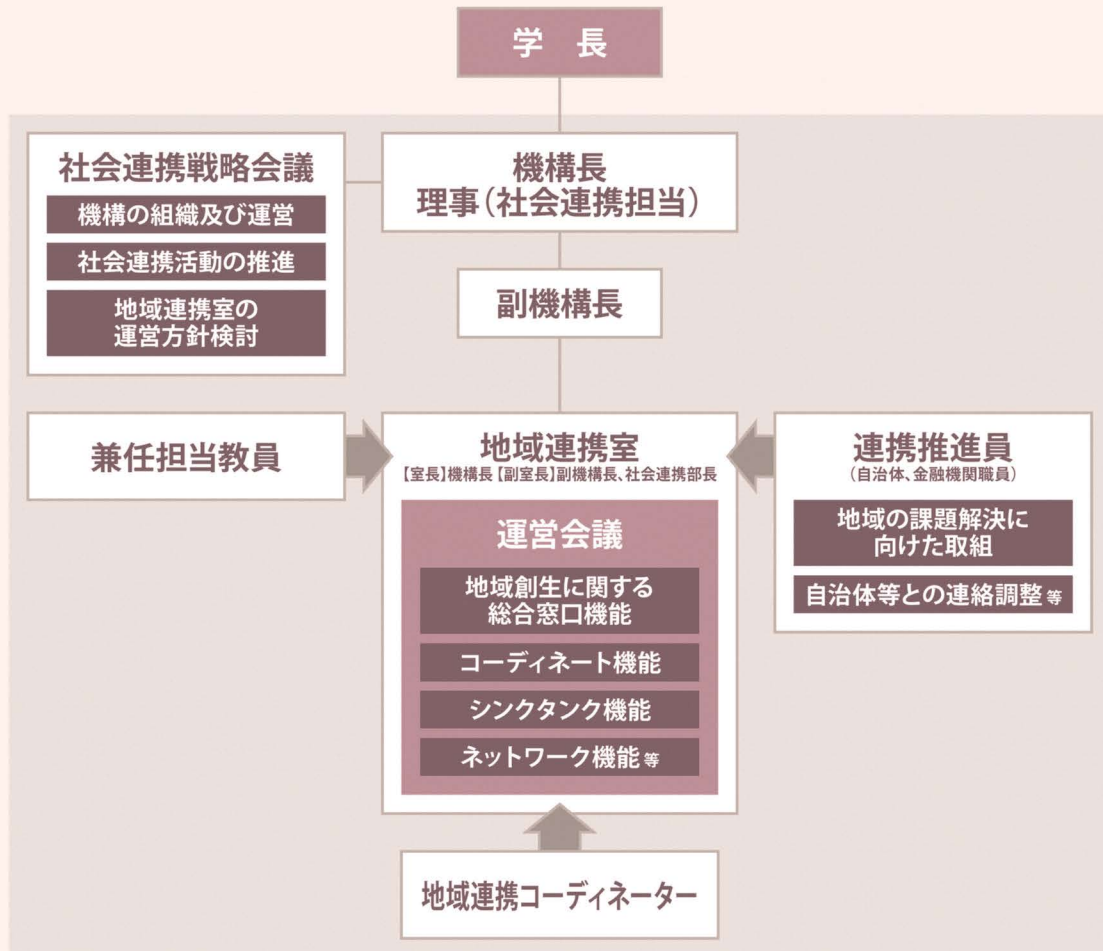 学 長
機構長
理事(社会連携担当)
社会連携戦略会議
機構の組織及び運営
社会連携活動の推進
地域連携室の
運営方針検討
副機構長
兼任担当教員
地域連携室
【室長】機構長【副室長】副機構長、社会連携部長
運営会議
地域創生に関する
総合窓口機能
コーディネート機能
シンクタンク機能
ネットワーク機能 等
連携推進員
(自治体、金融機関職員)
地域の課題解決に
向けた取組
自治体等との連絡調整 等
地域連携コーディネーター